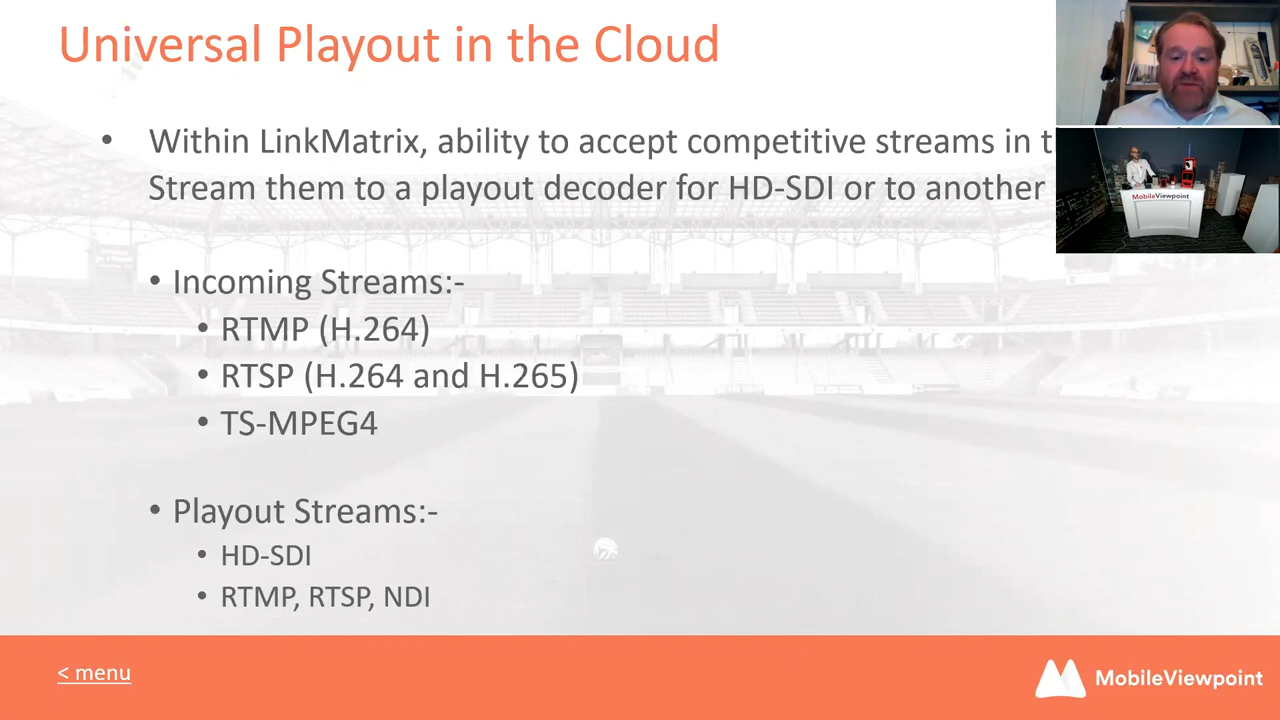 Universal Playout in the Cloud
• Within LinkMatrix, ability to accept competitive streams in
Stream them to a playout decoder for HD-SDI or to another
MobileViewpoint
• Incoming Streams:-
• RTMP (H.264)
• RTSP (H.264 and H.265)
• TS-MPEG4
• Playout Streams:-
• HD-SDI
• RTMP, RTSP, NDI
< menu
MobileViewpoint